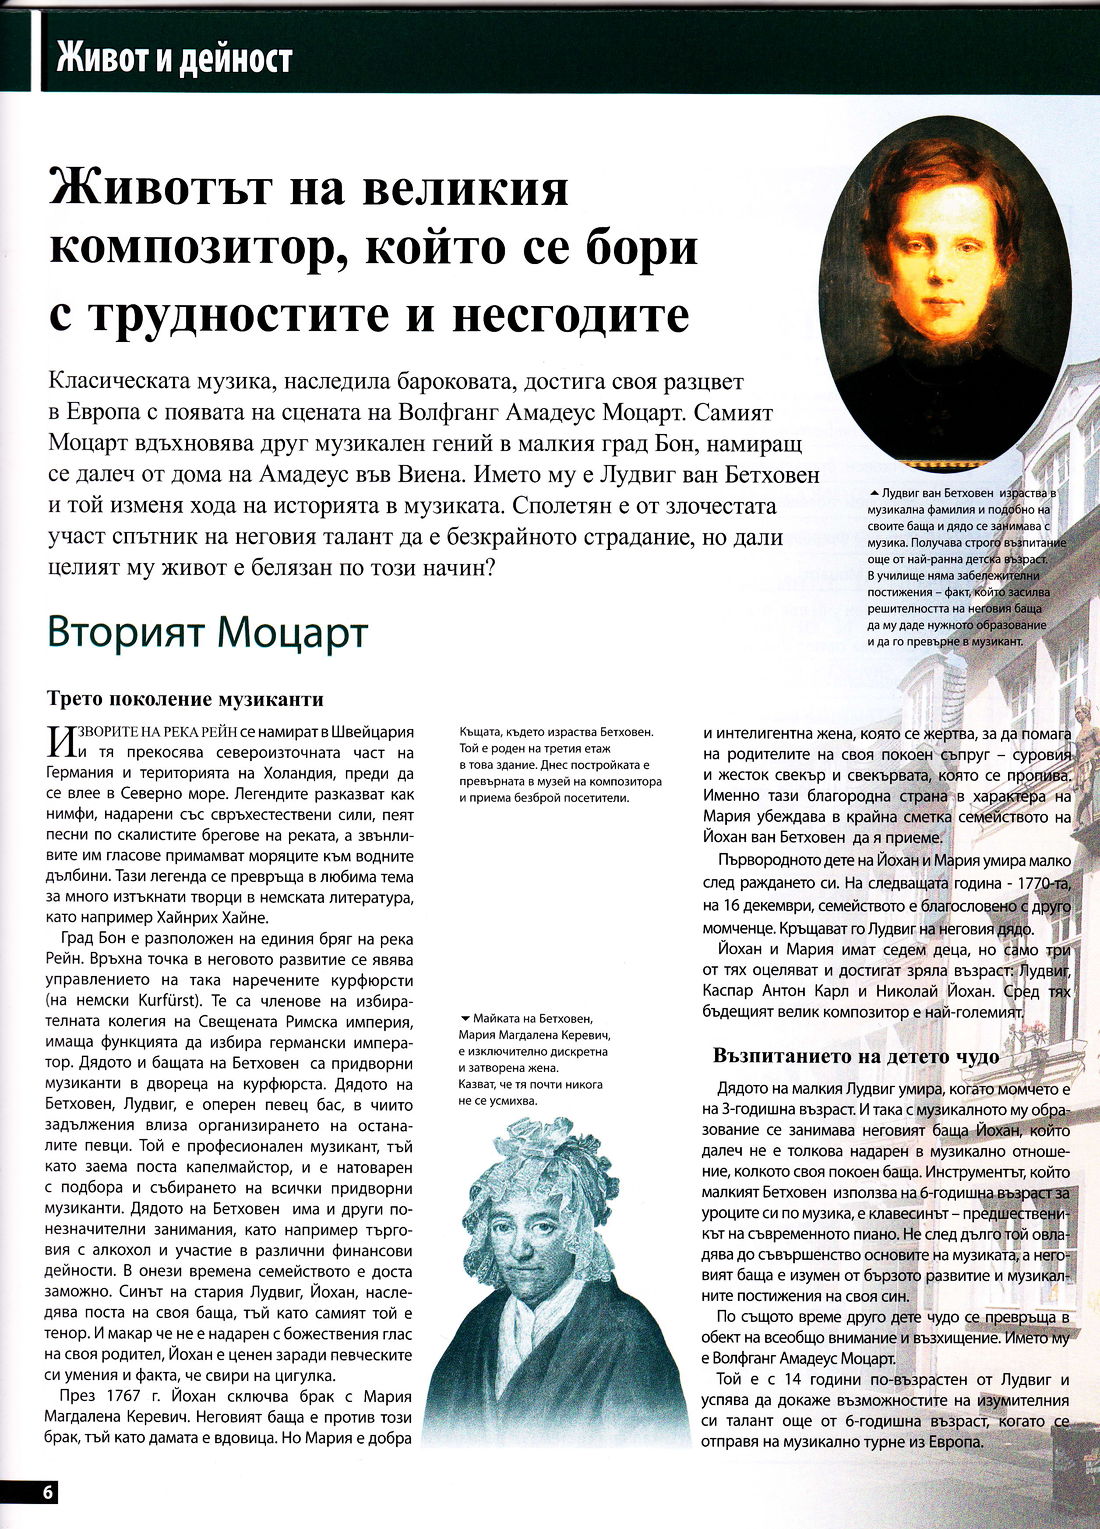 Живот и дейност
Животът на великия
композитор, който се бори
с трудностите и несгодите
Класическата музика, наследила бароковата, достига своя разцвет
в Европа с появата на сцената на Волфганг Амадеус Моцарт. Самият
Моцарт вдъхновява друг музикален гений в малкия град Бон, намиращ
се далеч от дома на Амадеус във Виена. Името му е Лудвиг ван Бетховен
и той изменя хода на историята в музиката. Сполетян е от злочестата
участ спътник на неговия талант да е безкрайното страдание, но дали
целият му живот е белязан по този начин?
Лудвиг ван Бетховен израства в
музикална фамилия и подобно на
своите баща и дядо се занимава с
музика. Получава строго възпитание
още от най-ранна детска възраст.
В училище няма забележителни
постижения – факт, който засилва
решителността на неговия баща
да му даде нужното образование
и да го превърне в музикант.
Вторият Моцарт
Трето поколение музиканти
ИЗВОРИТЕ НА РЕКА РЕЙН се намират в Швейцария
и тя прекосява североизточната част на
Германия и територията на Холандия, преди да
се влее в Северно море. Легендите разказват как
нимфи, надарени със свръхестествени сили, пеят
песни по скалистите брегове на реката, а звънли-
вите им гласове примамват моряците към водните
дълбини. Тази легенда се превръща в любима тема
за много изтъкнати творци в немската литература,
като например Хайнрих Хайне.
Град Бон е разположен на единия бряг на река
Рейн. Връхна точка в неговото развитие се явява
управлението на така наречените курфюрсти
(на немски Kurfürst). Те са членове на избира-
телната колегия на Свещената Римска империя,
имаща функцията да избира германски импера-
тор. Дядото и бащата на Бетховен са придворни
музиканти в двореца на курфюрста. Дядото на
Бетховен, Лудвиг, е оперен певец бас, в чиито
задължения влиза организирането на остана-
лите певци. Той е професионален музикант, тъй
като заема поста капелмайстор, и е натоварен
с подбора и събирането на всички придворни
музиканти. Дядото на Бетховен има и други по-
незначителни занимания, като например търго-
вия с алкохол и участие в различни финансови
дейности. В онези времена семейството е доста
заможно. Синът на стария Лудвиг, Йохан, насле-
дява поста на своя баща, тъй като самият той е
тенор. И макар че не е надарен с божествения глас
на своя родител, Йохан е ценен заради певческите
си умения и факта, че свири на цигулка.
През 1767 г. Йохан сключва брак с Мария
Магдалена Керевич. Неговият баща е против този
брак, тъй като дамата е вдовица. Но Мария е добра
Къщата, където израства Бетховен.
Той е роден на третия етаж
в това здание. Днес постройката е
превърната в музей на композитора
и приема безброй посетители.
Майката на Бетховен,
Мария Магдалена Керевич,
е изключително дискретна
и затворена жена.
Казват, че тя почти никога
не се усмихва.
и интелигентна жена, която се жертва, за да помага
на родителите на своя покоен съпруг – суровия
и жесток свекър и свекървата, която се пропива.
Именно тази благородна страна в характера на
Мария убеждава в крайна сметка семейството на
Йохан ван Бетховен да я приеме.
Първородното дете на Йохан и Мария умира малко
след раждането си. На следващата година - 1770-та,
на 16 декември, семейството е благословено с друго
момченце. Кръщават го Лудвиг на неговия дядо.
Йохан и Мария имат седем деца, но само три
от тях оцеляват и достигат зряла възраст: Лудвиг,
Каспар Антон Карл и Николай Йохан. Сред тях
бъдещият велик композитор е най-големият.
Възпитанието на детето чудо
Дядото на малкия Лудвиг умира, когато момчето е
на 3-годишна възраст. И така с музикалното му обра-
зование се занимава неговият баща Йохан, който
далеч не е толкова надарен в музикално отноше-
ние, колкото своя покоен баща. Инструментът, който
малкият Бетховен използва на 6-годишна възраст за
уроците си по музика, е клавесинът – предшественик-
кът на съвременното пиано. Не след дълго той овла-
дява до съвършенство основите на музиката, а него-
вият баща е изумен от бързото развитие и музикал-
ните постижения на своя син.
По същото време друго дете чудо се превръща в
обект на всеобщо внимание и възхищение. Името му
е Волфганг Амадеус Моцарт.
Той е с 14 години по-възрастен от Лудвиг и
успява да докаже възможностите на изумителния
си талант още от 6-годишна възраст, когато се
отправя на музикално турне из Европа.
6